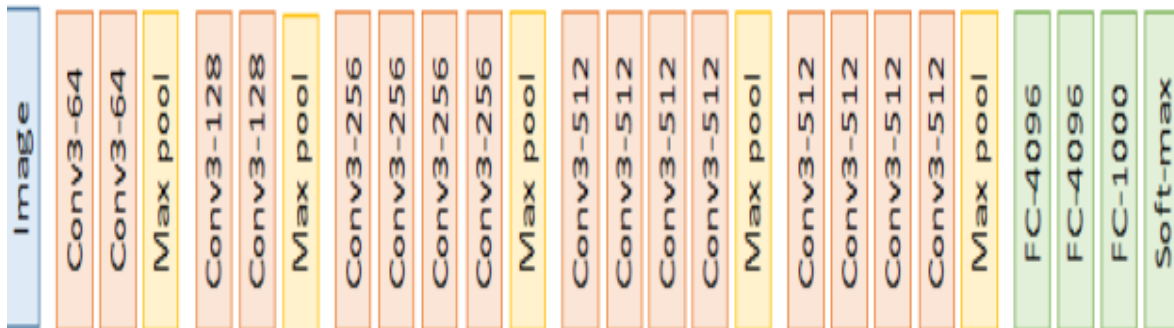 Image
Conv3-64
Conv3-64
Max pool
Conv3-128
Conv3-128
Max pool
Conv3-256
Conv3-256
Conv3-256
Conv3-256
Max pool
Conv3-512
Conv3-512
Conv3-512
Conv3-512
Max pool
Conv3-512
Conv3-512
Conv3-512
Conv3-512
Max pool
FC-4096
FC-4096
FC-1000
Soft-max